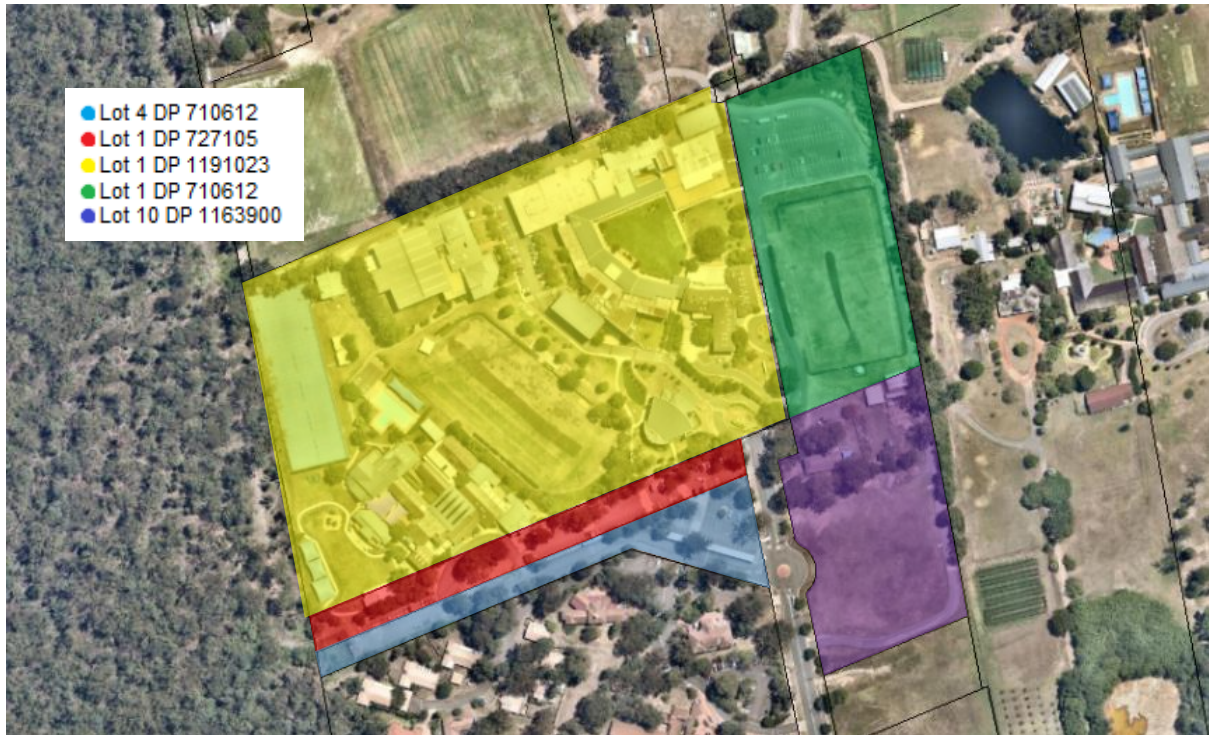 Lot 4 DP 710612
Lot 1 DP 727105
Lot 1 DP 1191023
Lot 1 DP 710612
Lot 10 DP 1163900